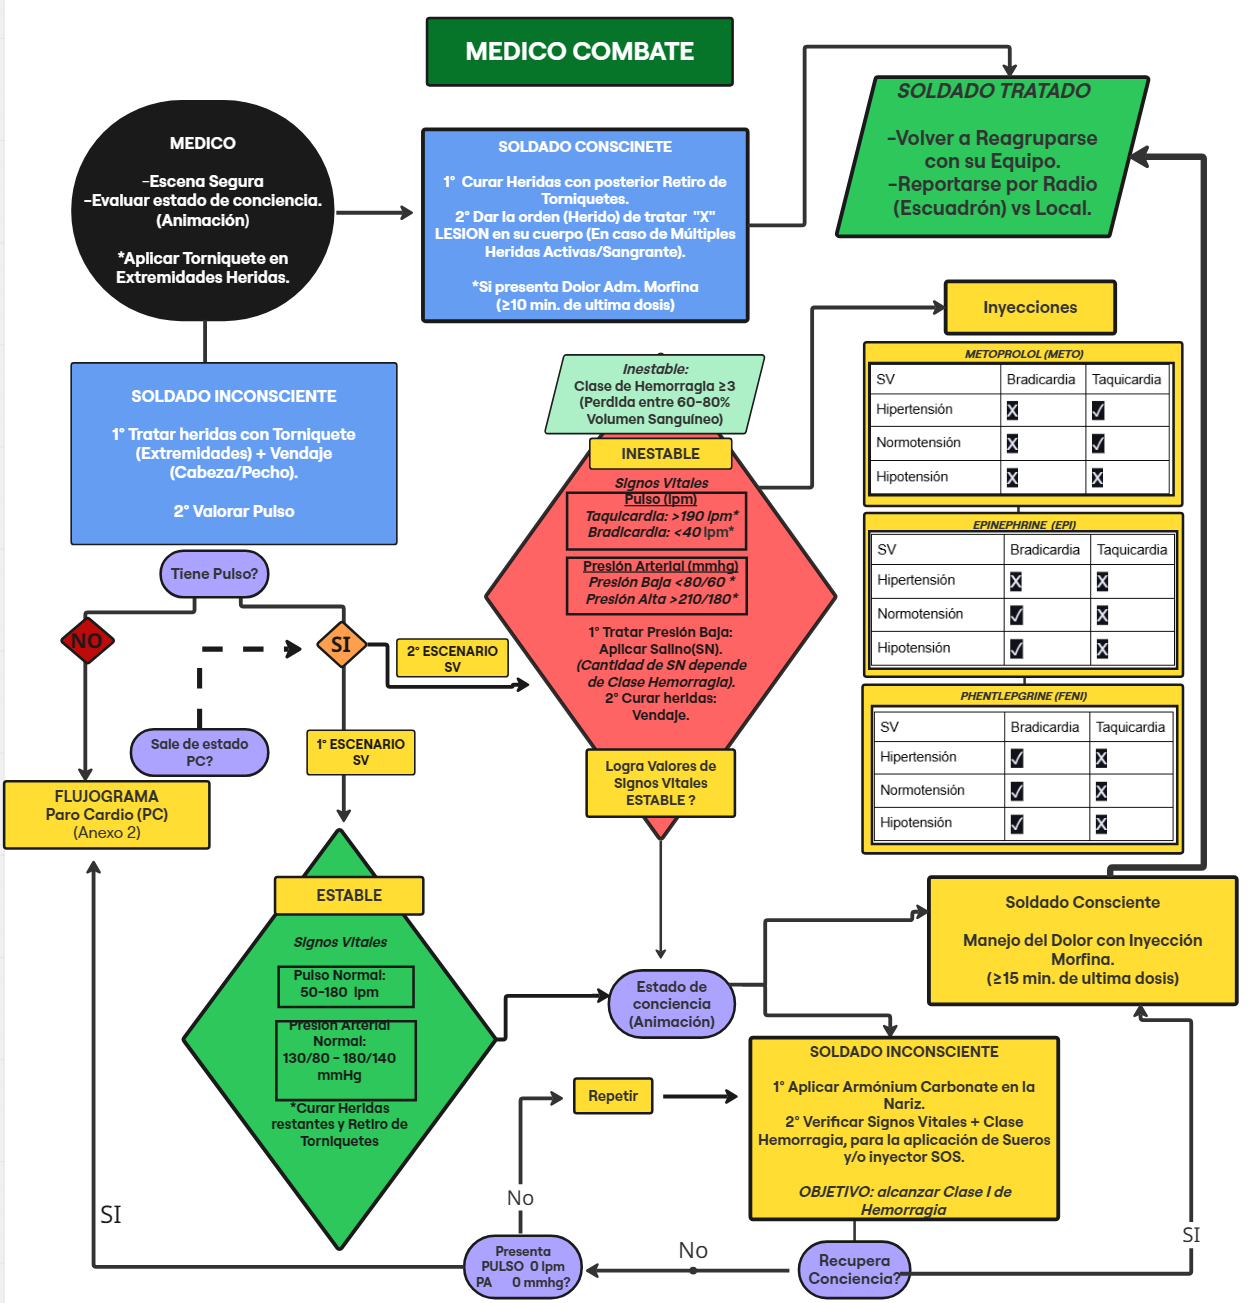 MEDICO COMBATE
MEDICO
-Escena Segura
-Evaluar estado de conciencia.
(Animación)
*Aplicar Torniquete en
Extremidades Heridas.
SOLDADO CONSCINETE
1° Curar Heridas con posterior Retiro de
Torniquetes.
2° Dar la orden (Herido) de tratar "X"
LESION en su cuerpo (En caso de Múltiples
Heridas Activas/Sangrante).
*Si presenta Dolor Adm. Morfina
(≥10 min. de ultima dosis)
SOLDADO TRATADO
-Volver a Reagruparse
con su Equipo.
-Reportarse por Radio
(Escuadrón) vs Local.
SOLDADO INCONSCIENTE
1° Tratar heridas con Torniquete
(Extremidades) + Vendaje
(Cabeza/Pecho).
2° Valorar Pulso
Tiene Pulso?
NO
SI
2° ESCENARIO
SV
Sale de estado
PC?
1° ESCENARIO
SV
FLUJOGRAMA
Paro Cardio (PC)
(Anexo 2)
Inestable:
Clase de Hemorragia ≥3
(Perdida entre 60-80%
Volumen Sanguíneo)
INESTABLE
Signos Vitales
Pulso (lpm)
Taquicardia: >190 lpm*
Bradicardia: <40 lpm*
Presión Arterial (mmhg)
Presión Baja <80/60 *
Presión Alta >210/180*
1° Tratar Presión Baja:
Aplicar Salino(SN).
(Cantidad de SN depende
de Clase Hemorragia).
2° Curar heridas:
Vendaje.
Logra Valores de
Signos Vitales
ESTABLE ?
Inyecciones
METOPROLOL (METO)
SV Bradicardia Taquicardia
Hipertensión X ✓
Normotensión X ✓
Hipotensión X X
EPINEPHRINE (EPI)
SV Bradicardia Taquicardia
Hipertensión X X
Normotensión ✓ X
Hipotensión ✓ X
PHENTLEPGRINE (FENI)
SV Bradicardia Taquicardia
Hipertensión ✓ X
Normotensión ✓ X
Hipotensión ✓ X
ESTABLE
Signos Vitales
Pulso Normal:
50-180 lpm
Presión Arterial
Normal:
130/80 - 180/140
mmHg
*Curar Heridas
restantes y Retiro de
Torniquetes
Estado de
conciencia
(Animación)
Soldado Consciente
Manejo del Dolor con Inyección
Morfina.
(≥15 min. de ultima dosis)
SOLDADO INCONSCIENTE
1° Aplicar Armónium Carbonate en la
Nariz.
2° Verificar Signos Vitales + Clase
Hemorragia, para la aplicación de Sueros
y/o inyector SOS.
OBJETIVO: alcanzar Clase I de
Hemorragia
Repetir
No
SI
Presenta
PULSO 0 lpm
PA 0 mmhg?
No
Recupera
Conciencia?
SI